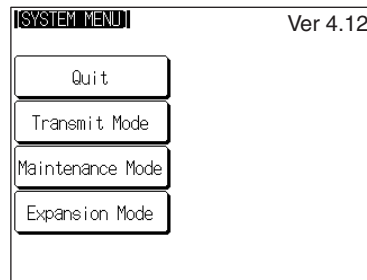 [SYSTEM MENU]
Ver 4.12
Quit
Transmit Mode
Maintenance Mode
Expansion Mode